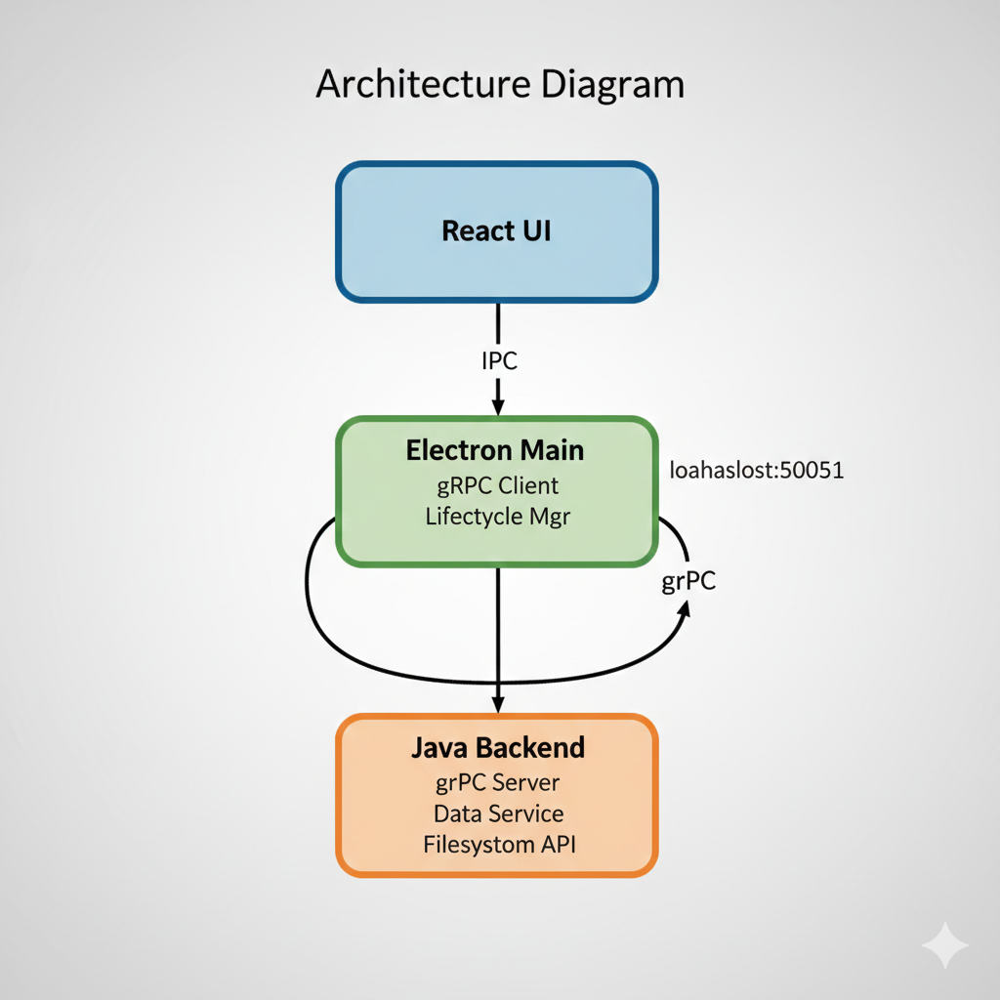 Architecture Diagram
React UI
IPC
Electron Main
gRPC Client
Lifectycle Mgr
loahaslost:50051
grPC
Java Backend
grPC Server
Data Service
Filesystom API